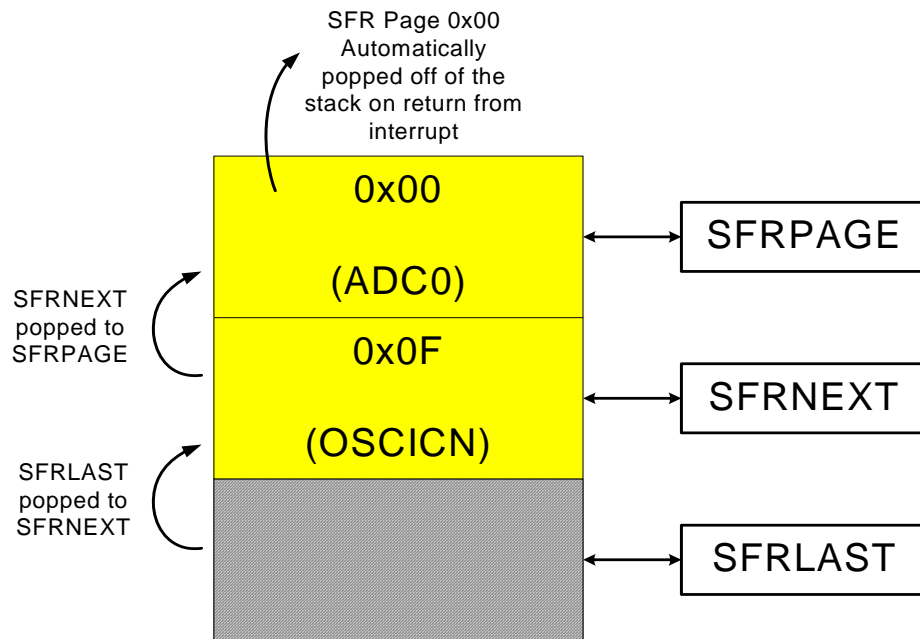 SFR Page 0x00
Automatically
popped off of the
stack on return from
interrupt
0x00
(ADC0)
SFRPAGE
SFRNEXT
popped to
SFRPAGE
0x0F
(OSCICN)
SFRNEXT
SFRLAST
popped to
SFRNEXT
SFRLAST